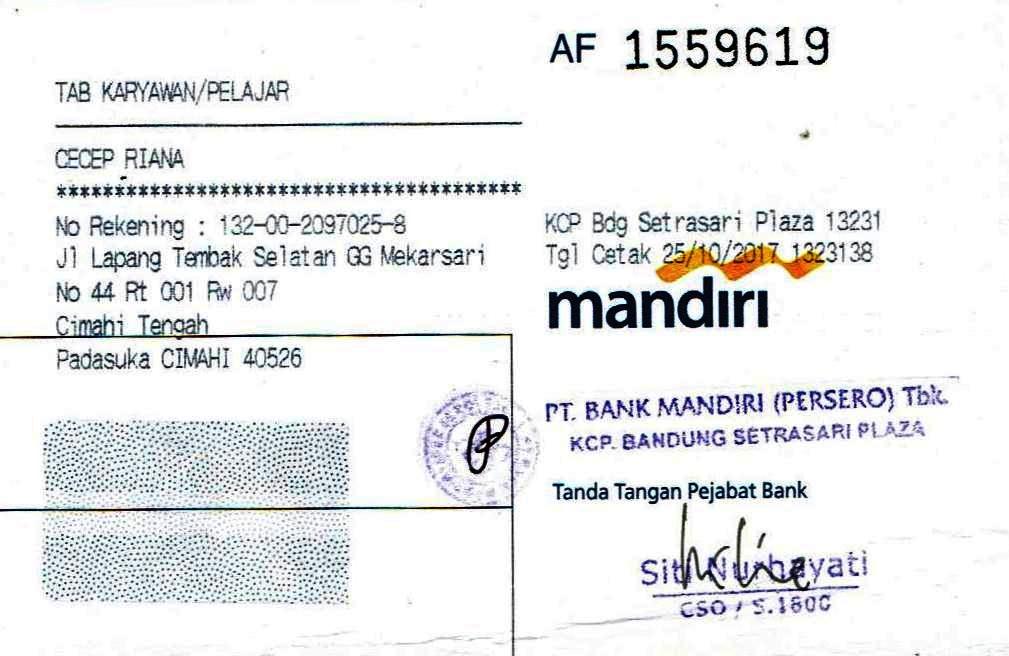 AF 1559619
TAB KARYAWAN/PELAJAR
CECEP RIANA
****************************************
No Rekening : 132-00-2097025-8
Jl Lapang Tembak Selatan GG Mekarsari
No 44 Rt 001 Rw 007
Cimahi Tengah
Padasuka CIMAHI 40526
KCP Bdg Setrasari Plaza 13231
Tgl Cetak 25/10/2017 1323138
mandırı
PT. BANK MANDIRI (PERSERO) Tbk.
KCP. BANDUNG SETRASARI PLAZA
Tanda Tangan Pejabat Bank
Siti Nurhayati
CSO / S.1800